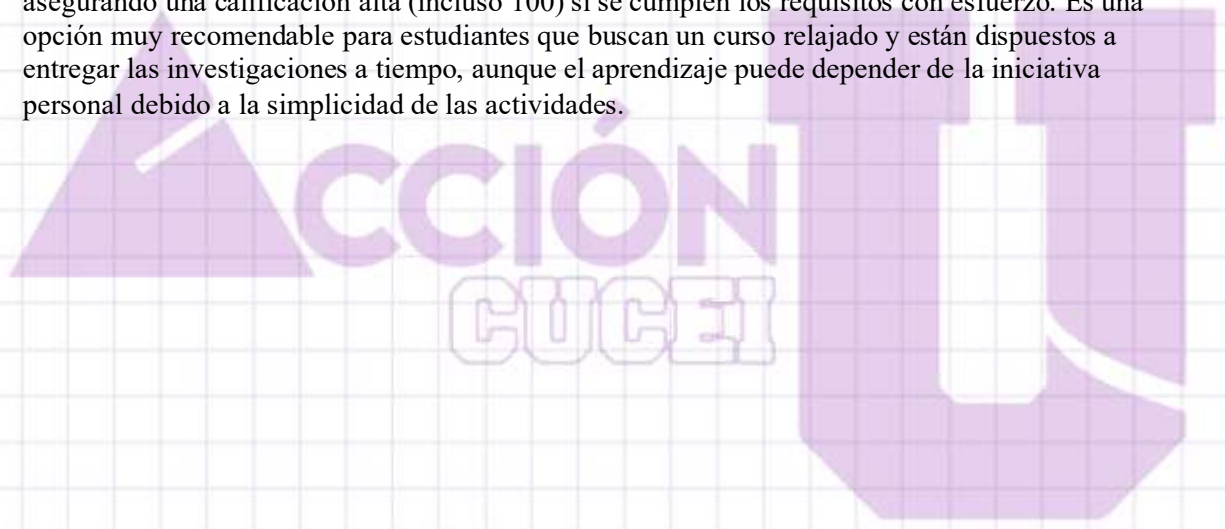 asegurando una calificación alta (incluso 100) si se cumplen los requisitos con esfuerzo. Es una
opción muy recomendable para estudiantes que buscan un curso relajado y están dispuestos a
entregar las investigaciones a tiempo, aunque el aprendizaje puede depender de la iniciativa
personal debido a la simplicidad de las actividades.
ACCIÓN U
CUCEI